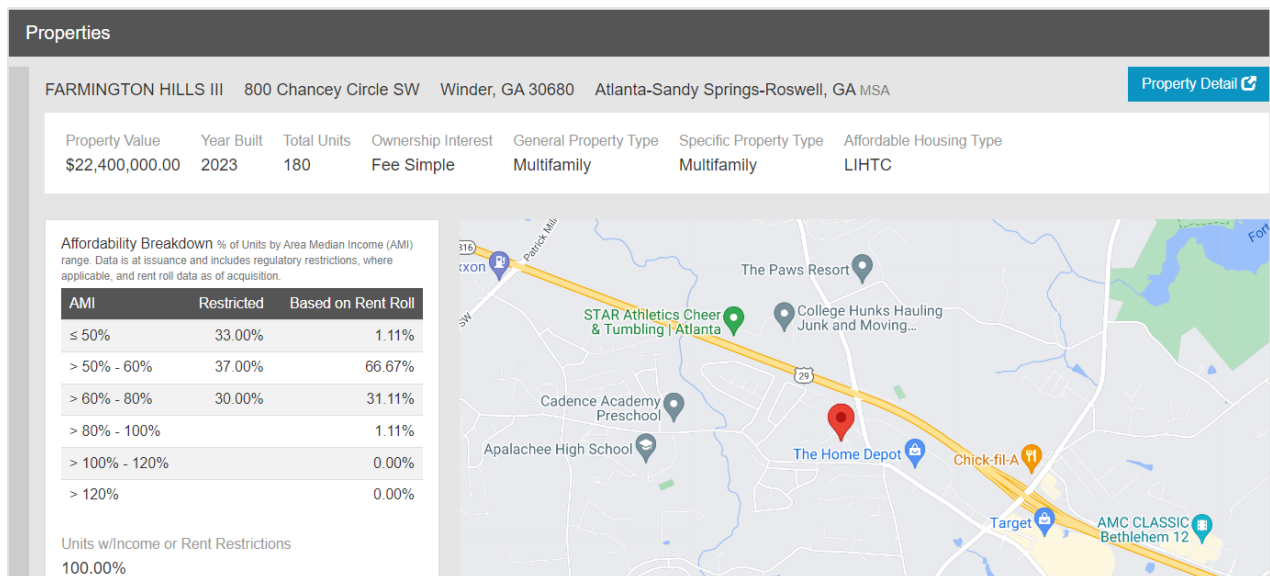 Properties
FARMINGTON HILLS III 800 Chancey Circle SW Winder, GA 30680 Atlanta-Sandy Springs-Roswell, GA MSA
Property Detail
Property Value Year Built Total Units Ownership Interest General Property Type Specific Property Type Affordable Housing Type
$22,400,000.00 2023 180 Fee Simple Multifamily Multifamily LIHTC
Affordability Breakdown % of Units by Area Median Income (AMI)
range. Data is at issuance and includes regulatory restrictions, where
applicable, and rent roll data as of acquisition.
AMI Restricted Based on Rent Roll
≤ 50% 33.00% 1.11%
> 50% - 60% 37.00% 66.67%
> 60% - 80% 30.00% 31.11%
> 80% - 100% 1.11%
> 100% - 120% 0.00%
> 120% 0.00%
Units w/Income or Rent Restrictions
100.00%
316
Patrick Mill
Fort
xxon
The Paws Resort
SW
STAR Athletics Cheer
& Tumbling | Atlanta
College Hunks Hauling
Junk and Moving...
29
Cadence Academy
Preschool
Apalachee High School
The Home Depot
Chick-fil-A
Target
AMC CLASSIC
Bethlehem 12